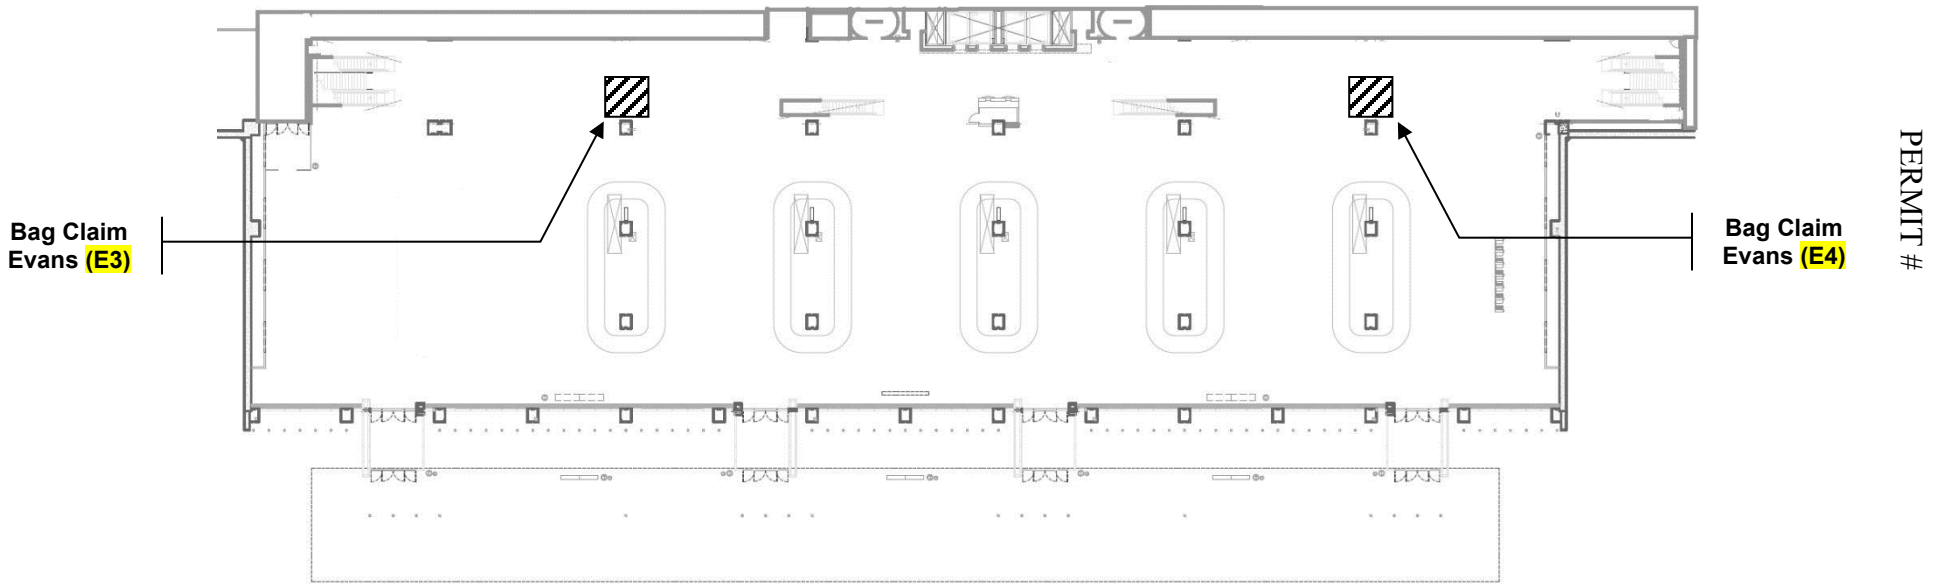 Bag Claim
Evans (E3)
Bag Claim
Evans (E4)
PERMIT #